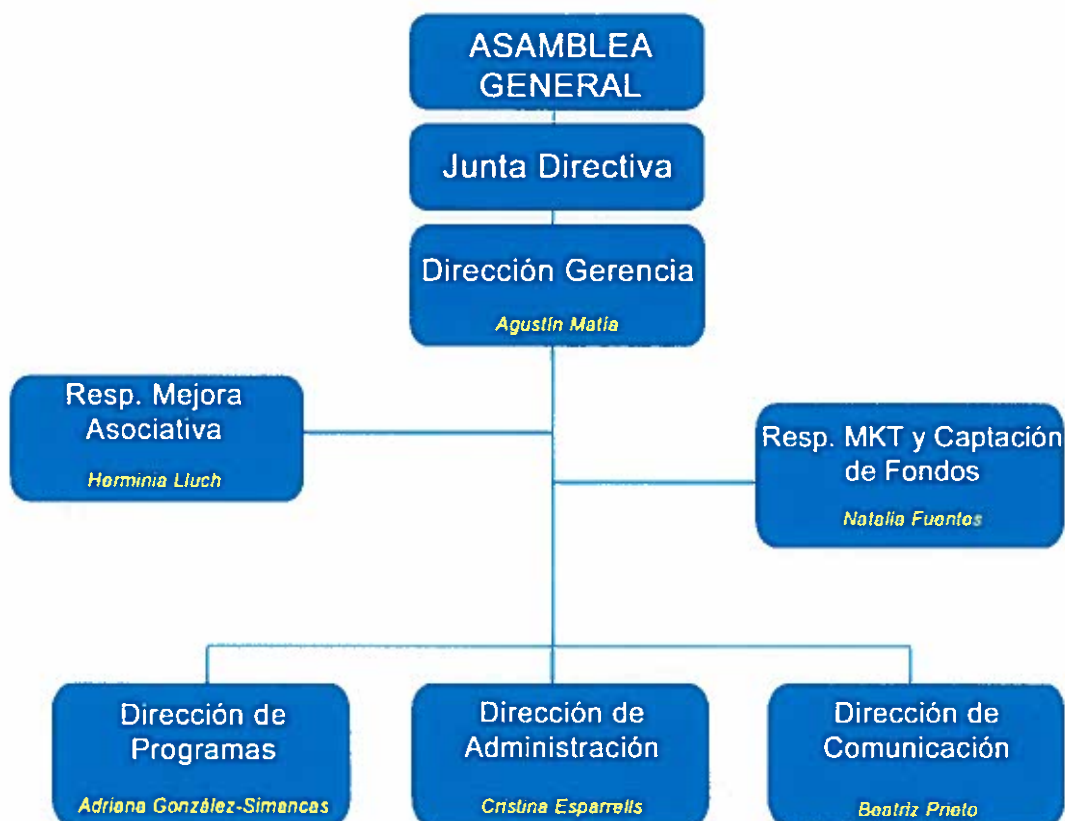 ASAMBLEA
GENERAL
Junta Directiva
Dirección Gerencia
Agustín Matía
Resp. Mejora
Asociativa
Herminia Lluch
Resp. MKT y Captación
de Fondos
Natalia Fuentes
Dirección de
Programas
Adriana González-Simancas
Dirección de
Administración
Cristina Esparrells
Dirección de
Comunicación
Beatriz Prieto